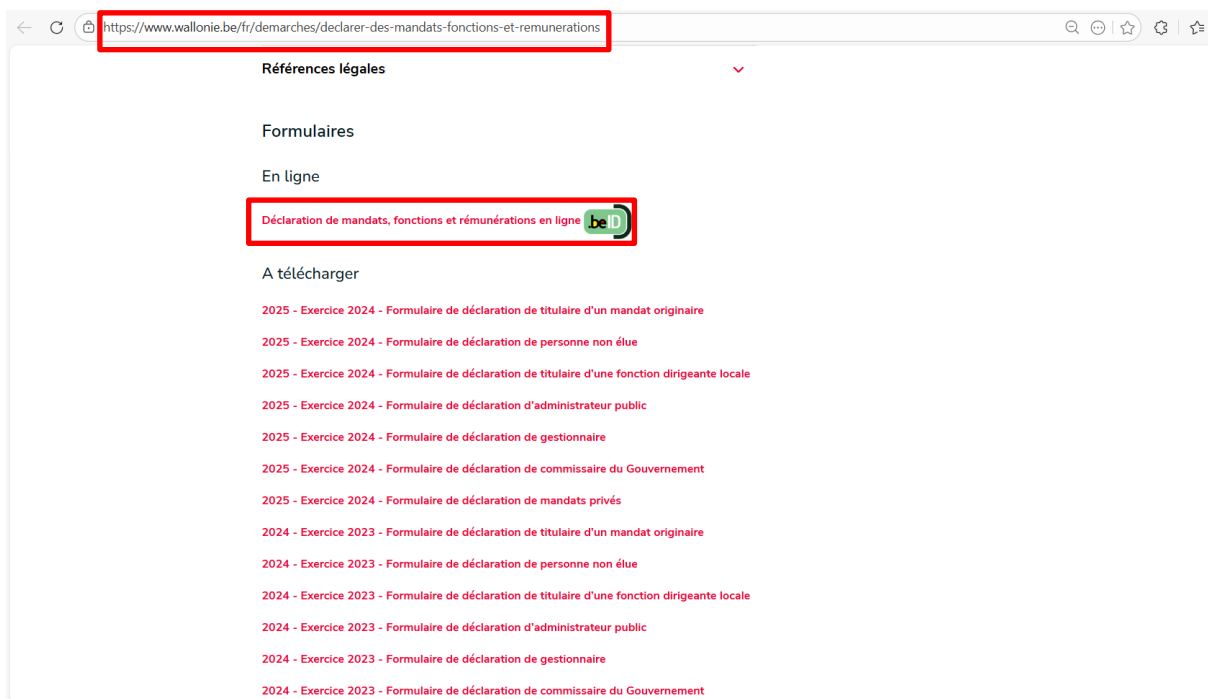 https://www.wallonie.be/fr/demarches/declarer-des-mandats-fonctions-et-remunerations
Références légales
Formulaires
En ligne
Déclaration de mandats, fonctions et rémunérations en ligne .beID
A télécharger
2025 - Exercice 2024 - Formulaire de déclaration de titulaire d'un mandat originaire
2025 - Exercice 2024 - Formulaire de déclaration de personne non élue
2025 - Exercice 2024 - Formulaire de déclaration de titulaire d'une fonction dirigeante locale
2025 - Exercice 2024 - Formulaire de déclaration d'administrateur public
2025 - Exercice 2024 - Formulaire de déclaration de gestionnaire
2025 - Exercice 2024 - Formulaire de déclaration de commissaire du Gouvernement
2025 - Exercice 2024 - Formulaire de déclaration de mandats privés
2024 - Exercice 2023 - Formulaire de déclaration de titulaire d'un mandat originaire
2024 - Exercice 2023 - Formulaire de déclaration de personne non élue
2024 - Exercice 2023 - Formulaire de déclaration de titulaire d'une fonction dirigeante locale
2024 - Exercice 2023 - Formulaire de déclaration d'administrateur public
2024 - Exercice 2023 - Formulaire de déclaration de gestionnaire
2024 - Exercice 2023 - Formulaire de déclaration de commissaire du Gouvernement